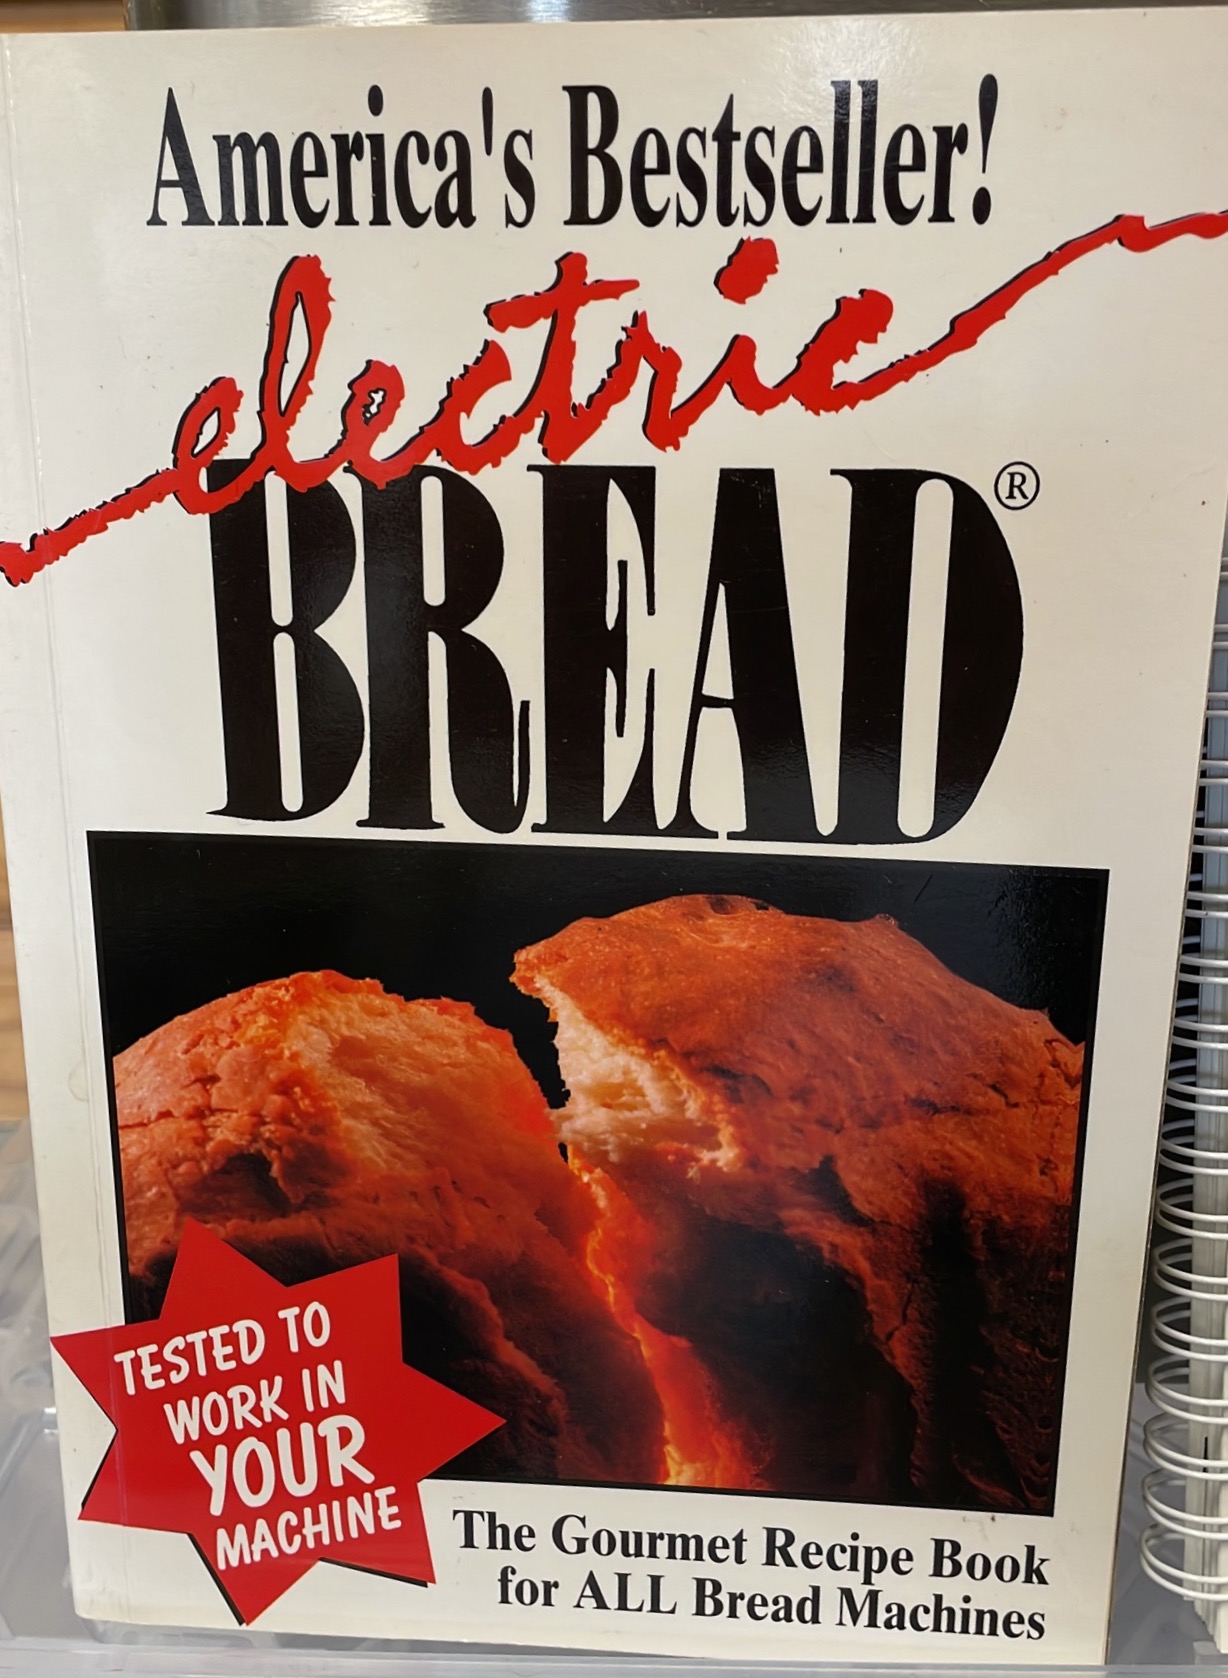 America's Bestseller!
electric
BREAD®
TESTED TO
WORK IN
YOUR
MACHINE
The Gourmet Recipe Book
for ALL Bread Machines